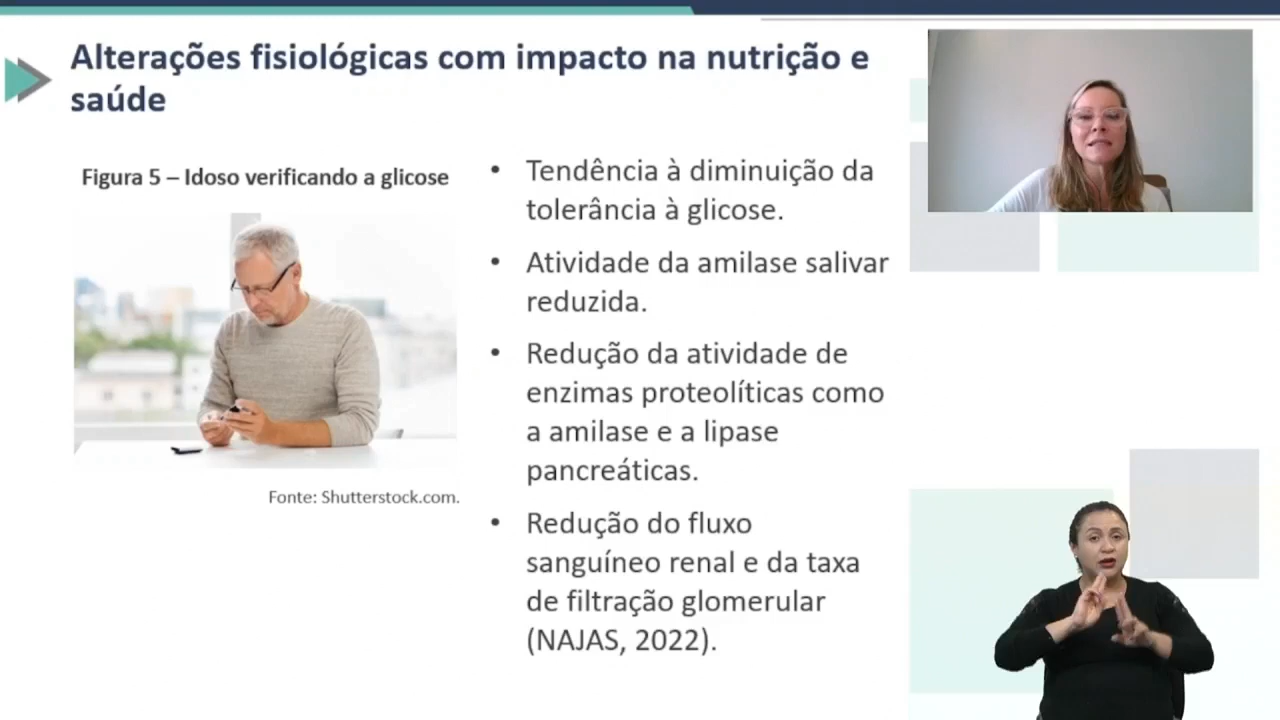 Alterações fisiológicas com impacto na nutrição e
saúde
Figura 5 – Idoso verificando a glicose
Fonte: Shutterstock.com.
• Tendência à diminuição da
tolerância à glicose.
• Atividade da amilase salivar
reduzida.
• Redução da atividade de
enzimas proteolíticas como
a amilase e a lipase
pancreáticas.
• Redução do fluxo
sanguíneo renal e da taxa
de filtração glomerular
(NAJAS, 2022).